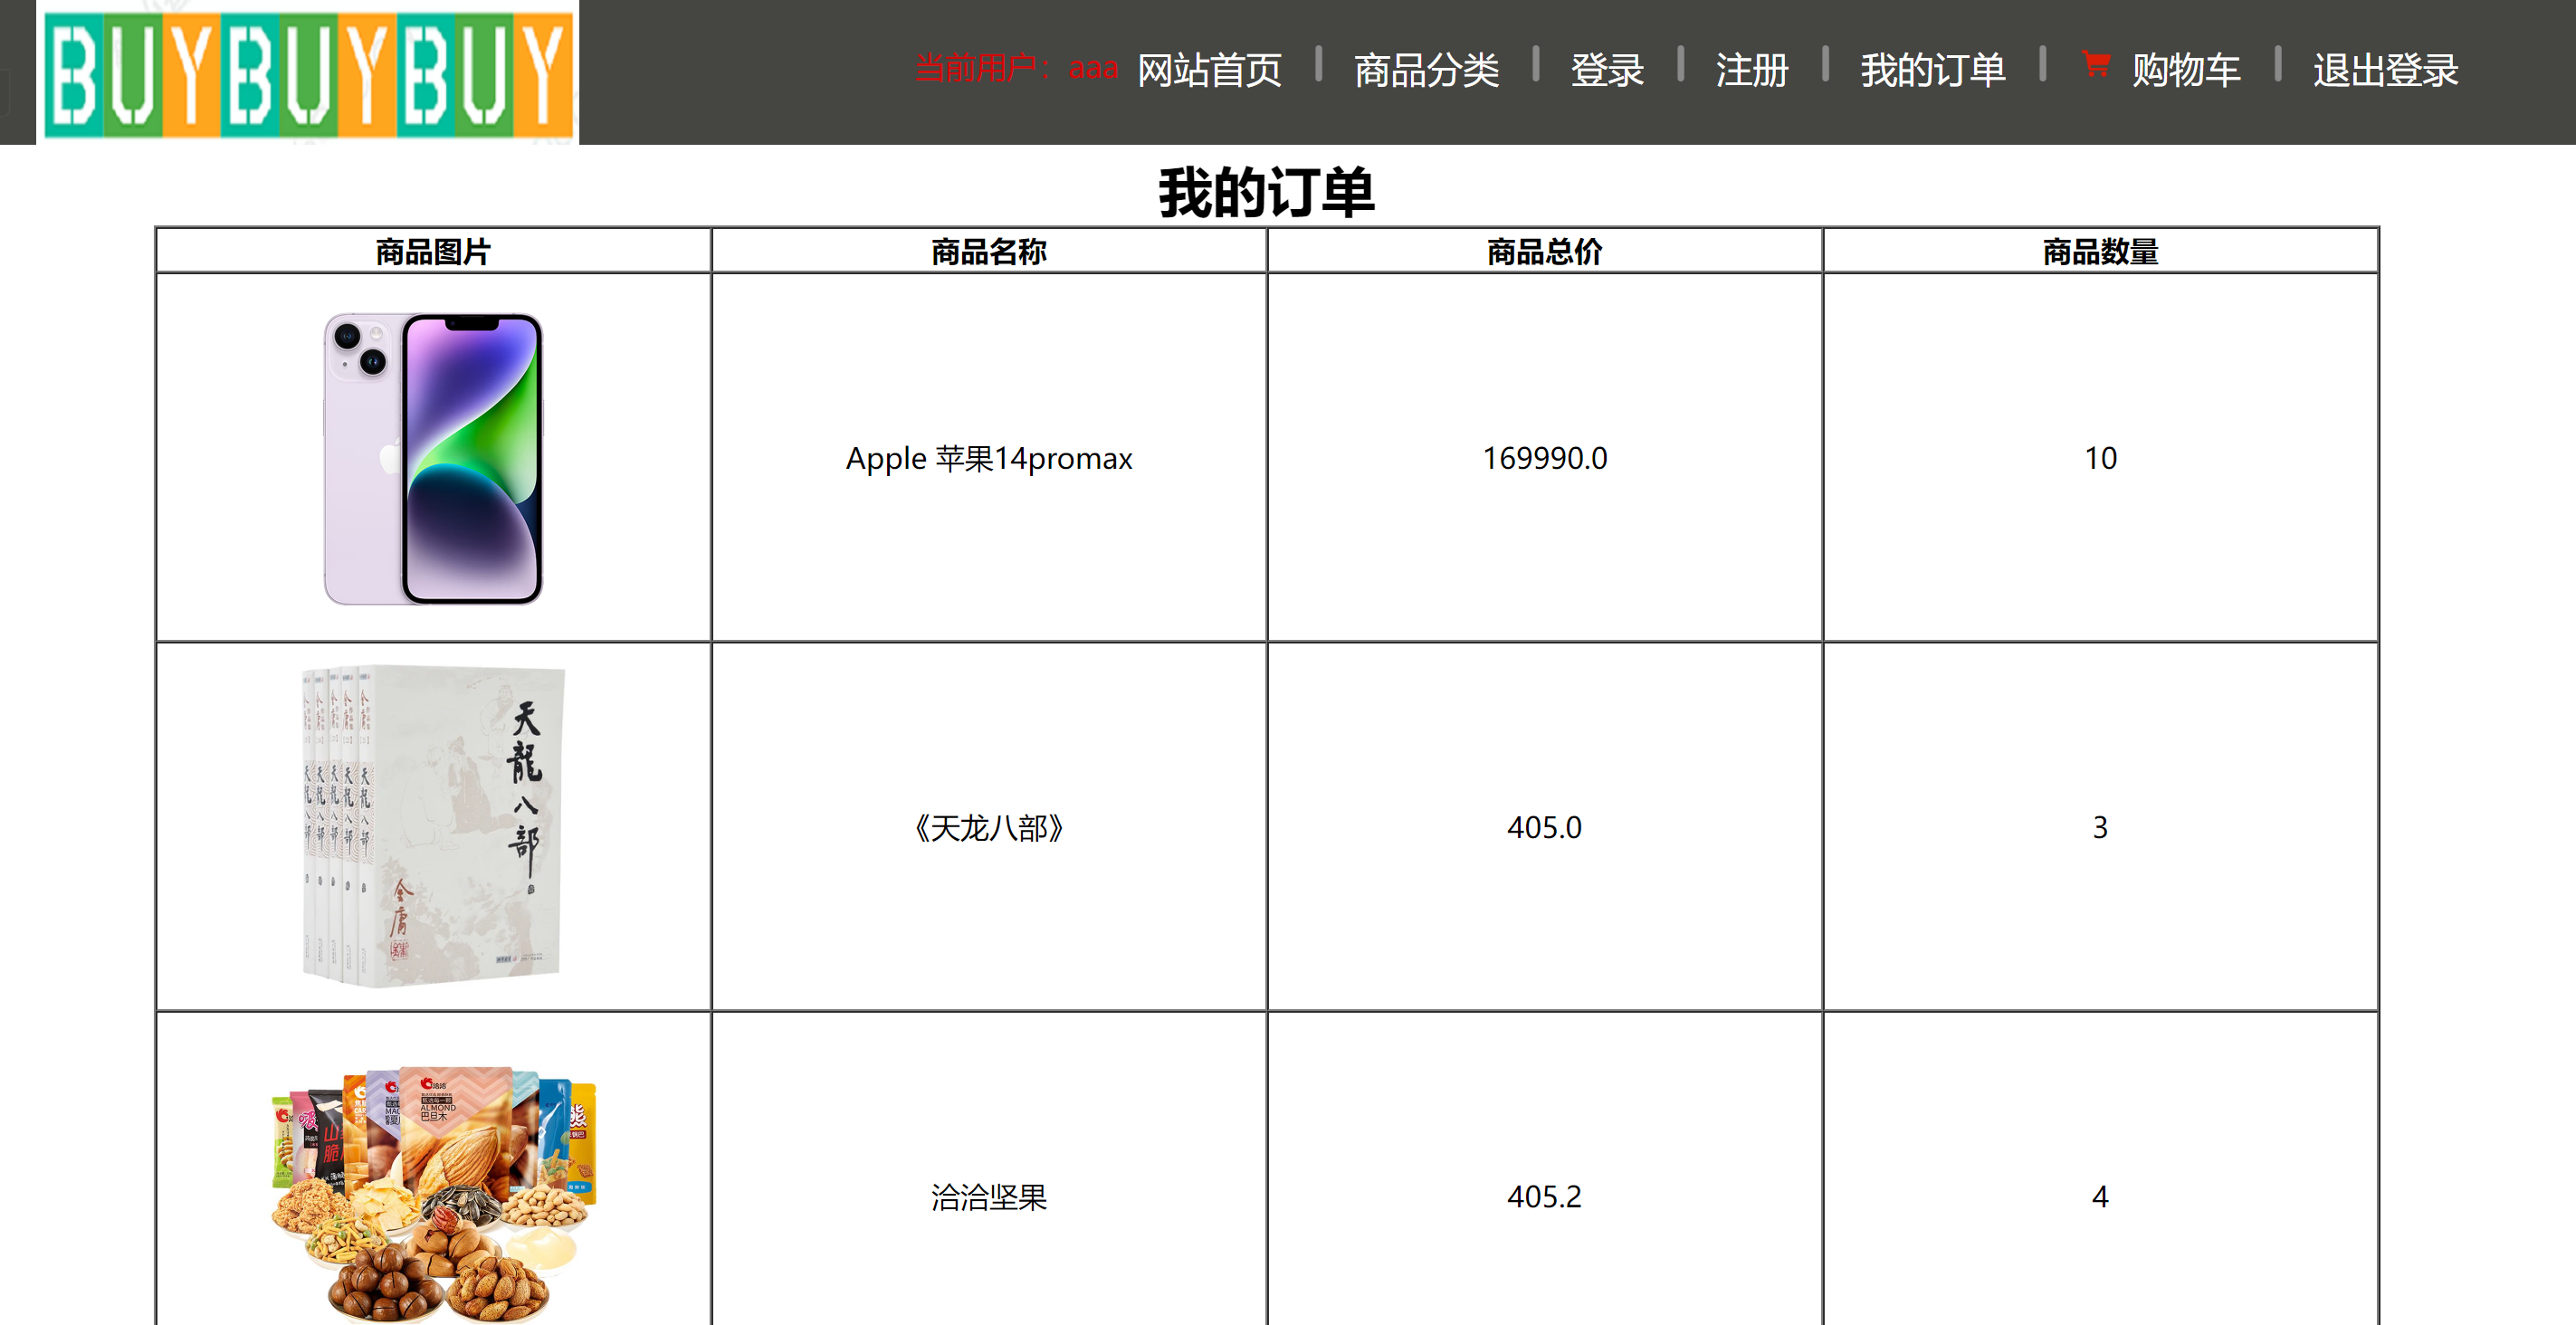 BUYBUYBUY
当前用户：aaa 网站首页 商品分类 登录 注册 我的订单 购物车 退出登录
我的订单
商品图片 商品名称 商品总价 商品数量
Apple 苹果14promax 169990.0 10
天龍八部
金庸
《天龙八部》 405.0 3
ALMOND
巴旦木
洽洽坚果 405.2 4